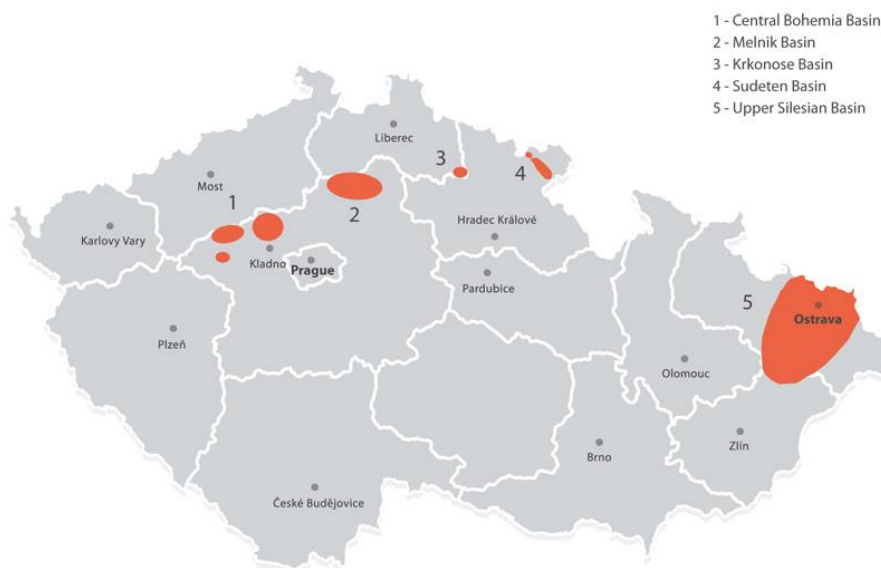 1 - Central Bohemia Basin
2 - Melnik Basin
3 - Krkonose Basin
4 - Sudeten Basin
5 - Upper Silesian Basin
Liberec
3
4
Most
1
2
Karlovy Vary
Hradec Králové
Kladno
Prague
Pardubice
5
Ostrava
Plzeň
Olomouc
Zlín
Brno
České Budějovice